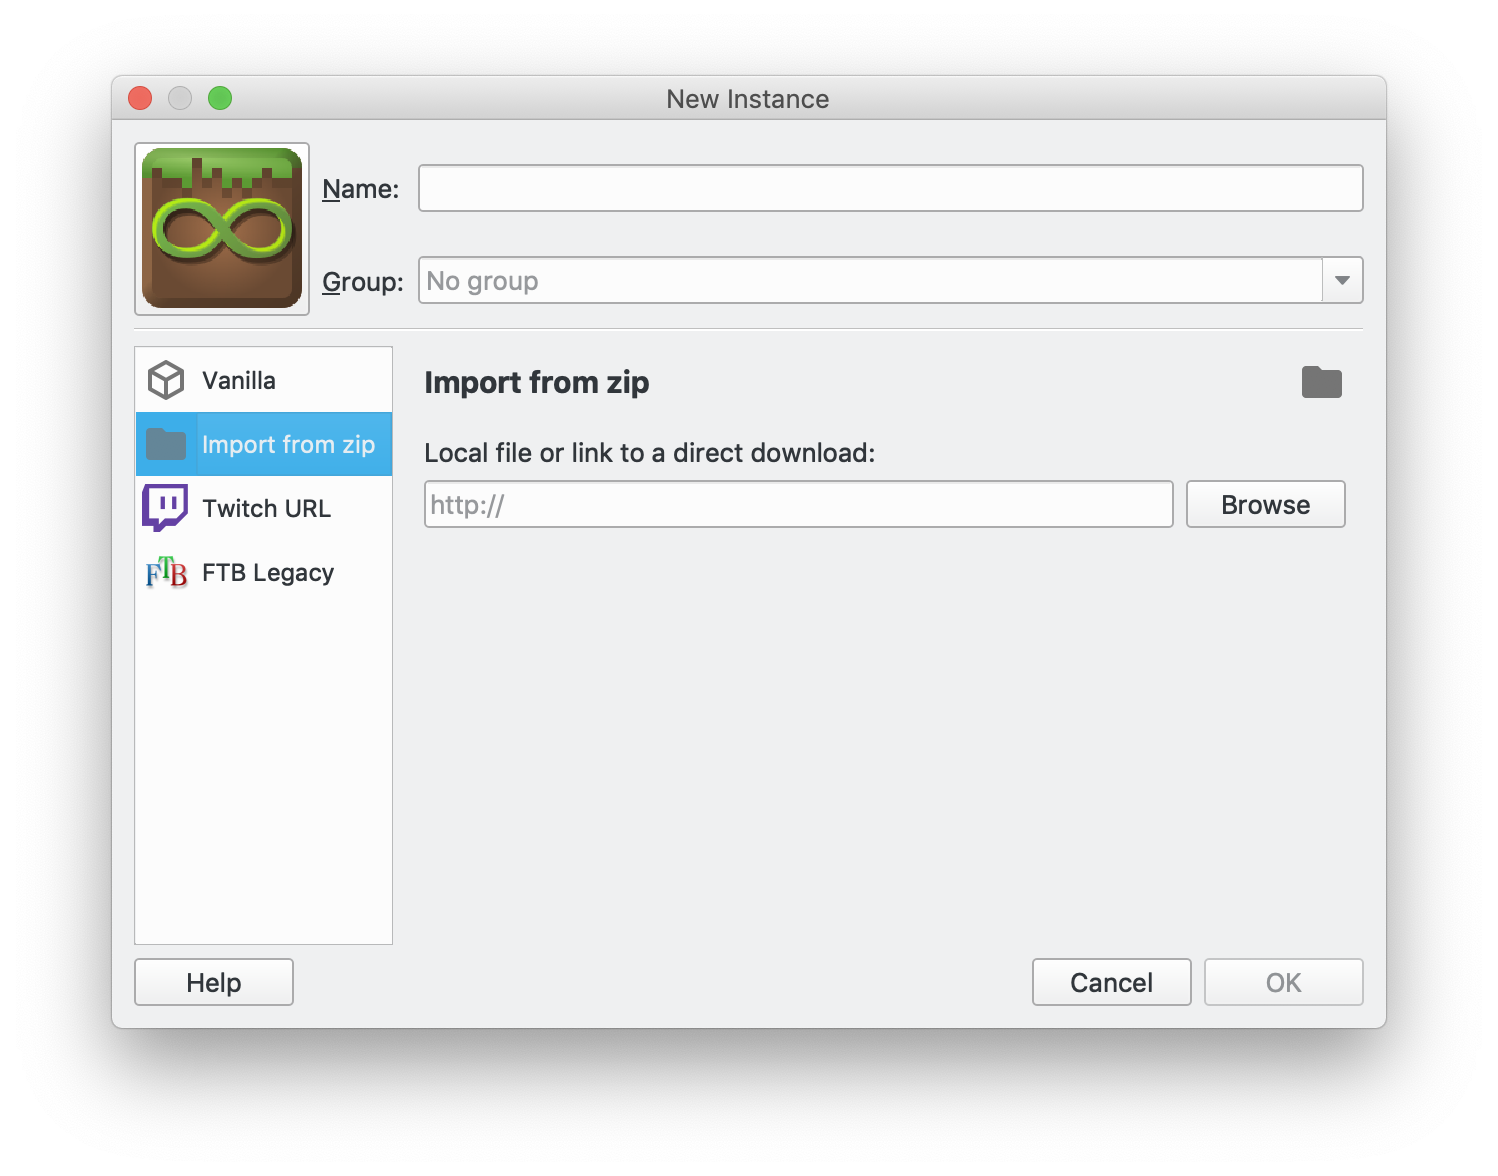 New Instance
Name:
Group:
No group
Vanilla
Import from zip
Twitch URL
FTB
FTB Legacy
Import from zip
Local file or link to a direct download:
http://
Browse
Help
Cancel
OK